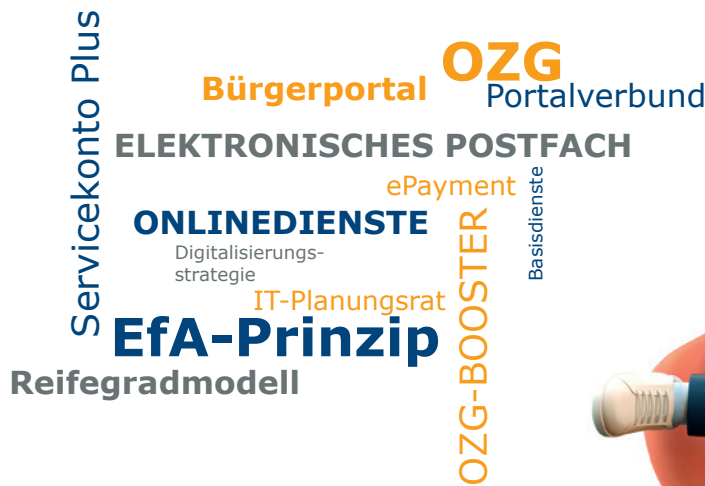 Servicekonto Plus
OZG
Bürgerportal
Portalverbund
ELEKTRONISCHES POSTFACH
ePayment
Basisdienste
ONLINEDIENSTE
OZG-BOOSTER
Digitalisierungs-
strategie
IT-Planungsrat
EfA-Prinzip
Reifegradmodell